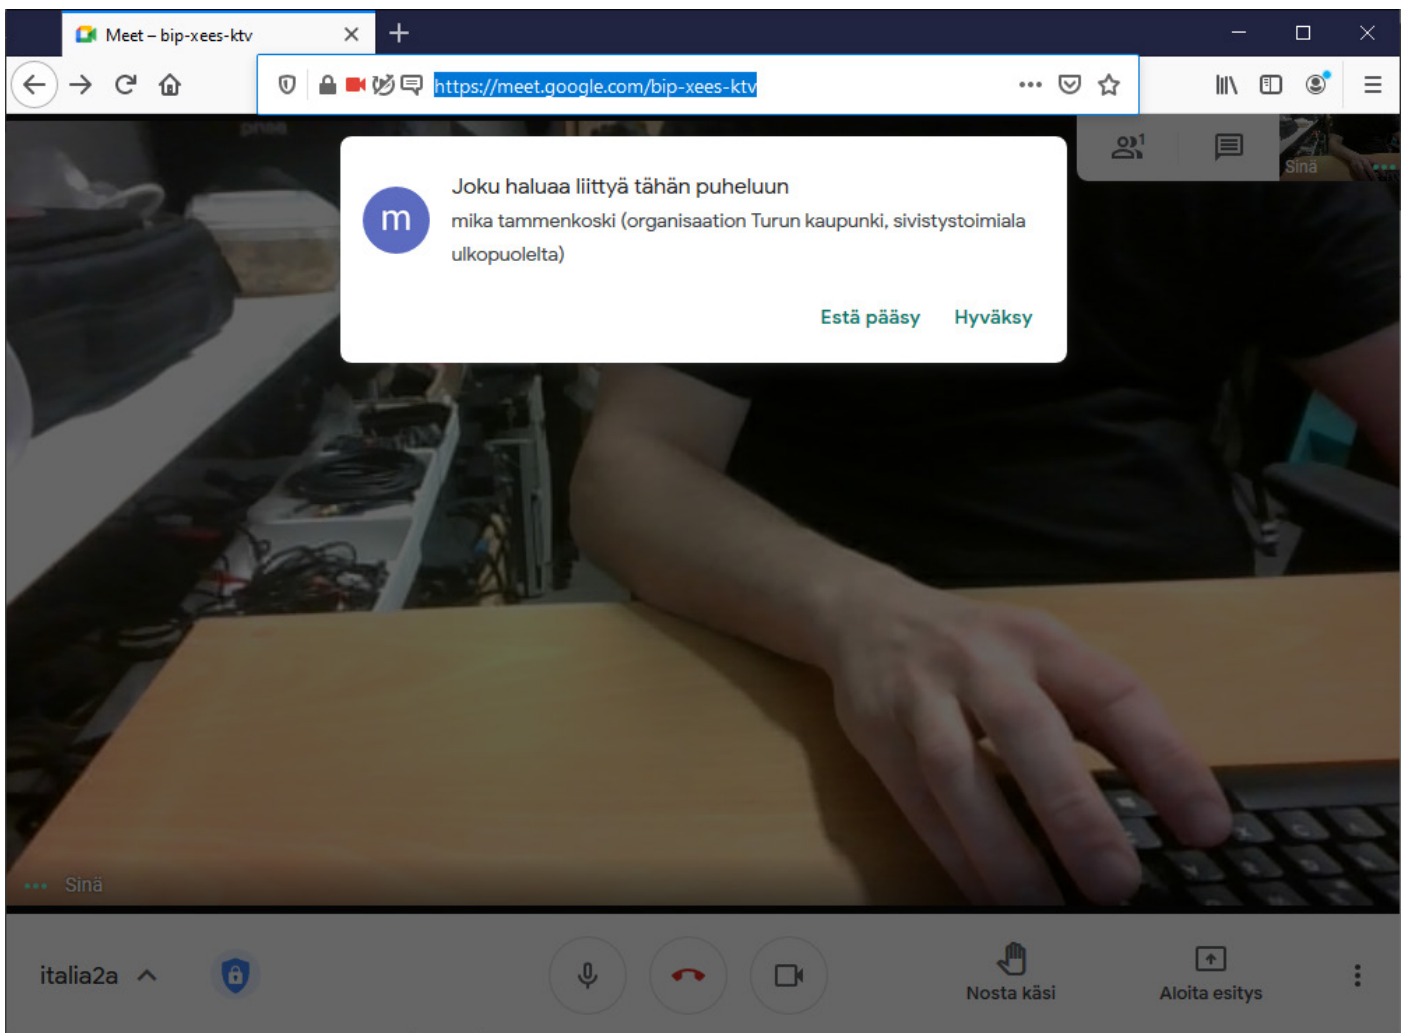 Meet – bip-xees-ktv
https://meet.google.com/bip-xees-ktv
1
Sinä
Joku haluaa liittyä tähän puheluun
m
mika tammenkoski (organisaation Turun kaupunki, sivistystoimiala
ulkopuolelta)
Estä pääsy Hyväksy
Sinä
italia2a
Nosta käsi
Aloita esitys